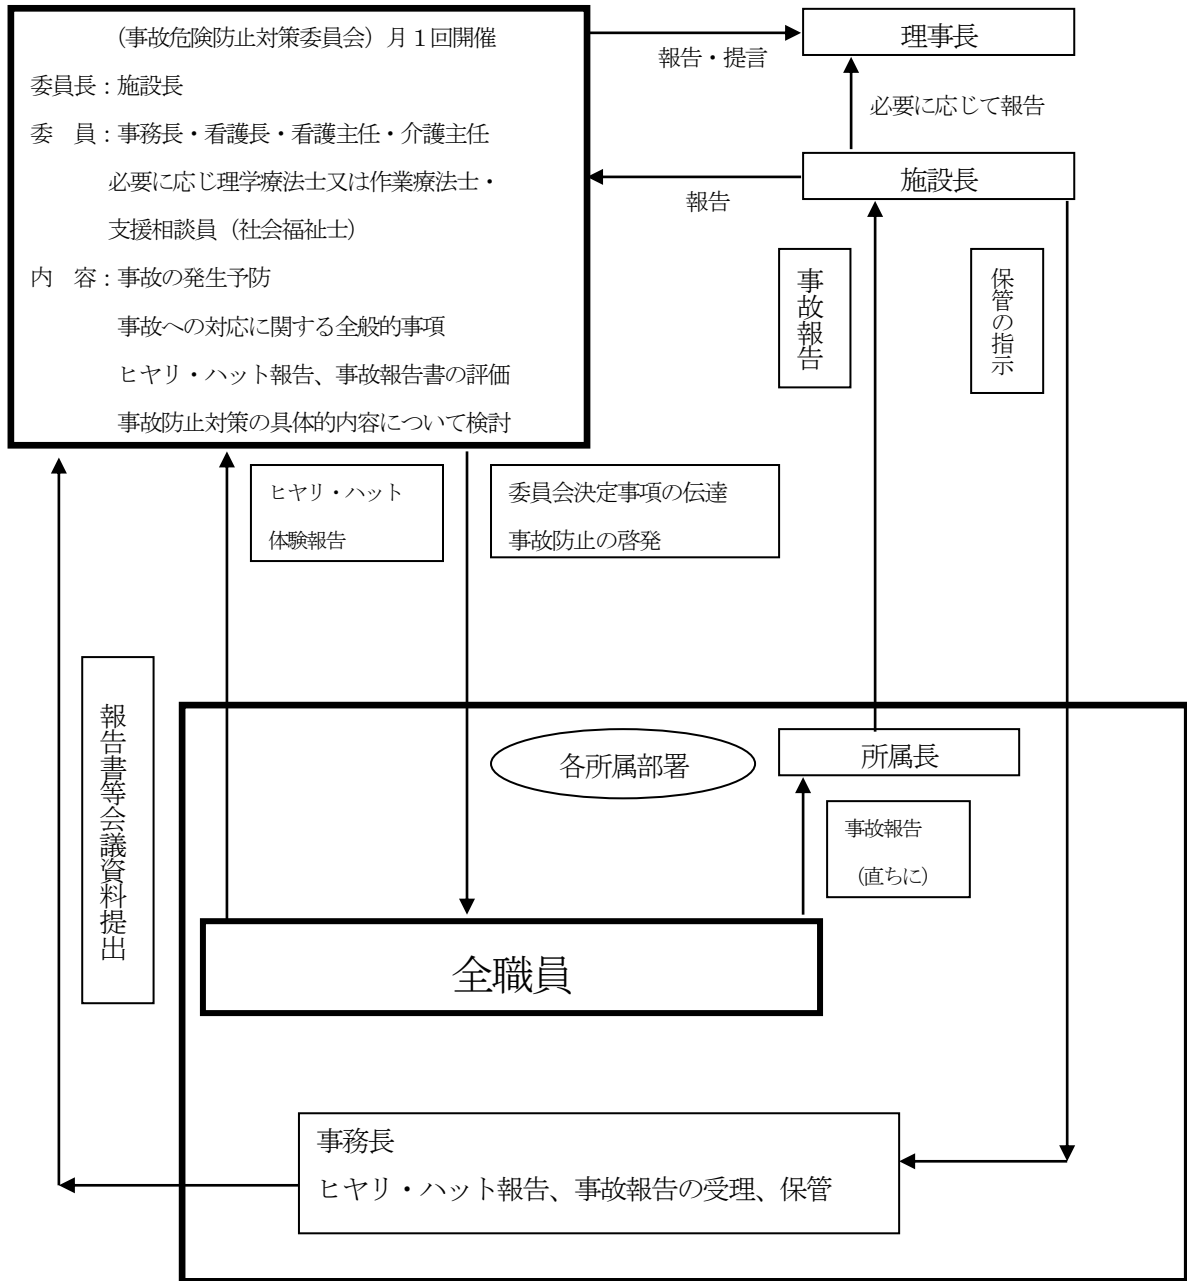 （事故危険防止対策委員会）月１回開催
委員長：施設長
委　員：事務長・看護長・看護主任・介護主任
必要に応じ理学療法士又は作業療法士・
支援相談員（社会福祉士）
内　容：事故の発生予防
事故への対応に関する全般的事項
ヒヤリ・ハット報告、事故報告書の評価
事故防止対策の具体的内容について検討
報告・提言
理事長
必要に応じて報告
施設長
報告
事故報告
保管の指示
ヒヤリ・ハット
体験報告
委員会決定事項の伝達
事故防止の啓発
報告書等会議資料提出
各所属部署
所属長
事故報告
（直ちに）
全職員
事務長
ヒヤリ・ハット報告、事故報告の受理、保管